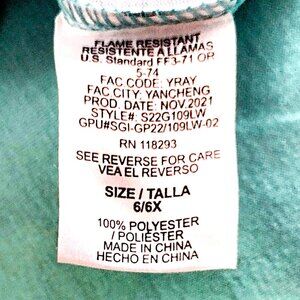 FLAME RESISTANT
RESISTENTE A LLAMAS
U.S. Standard FF3-71 OR
5-74
FAC CODE: YRAY
FAC CITY: YANCHENG
PROD. DATE: NOV.2021
STYLE#: S22G109LW
GPU#SGI-GP22/109LW-02
RN 118293
SEE REVERSE FOR CARE
VEA EL REVERSO
SIZE / TALLA
6/6X
100% POLYESTER
/ POLIÉSTER
MADE IN CHINA
HECHO EN CHINA